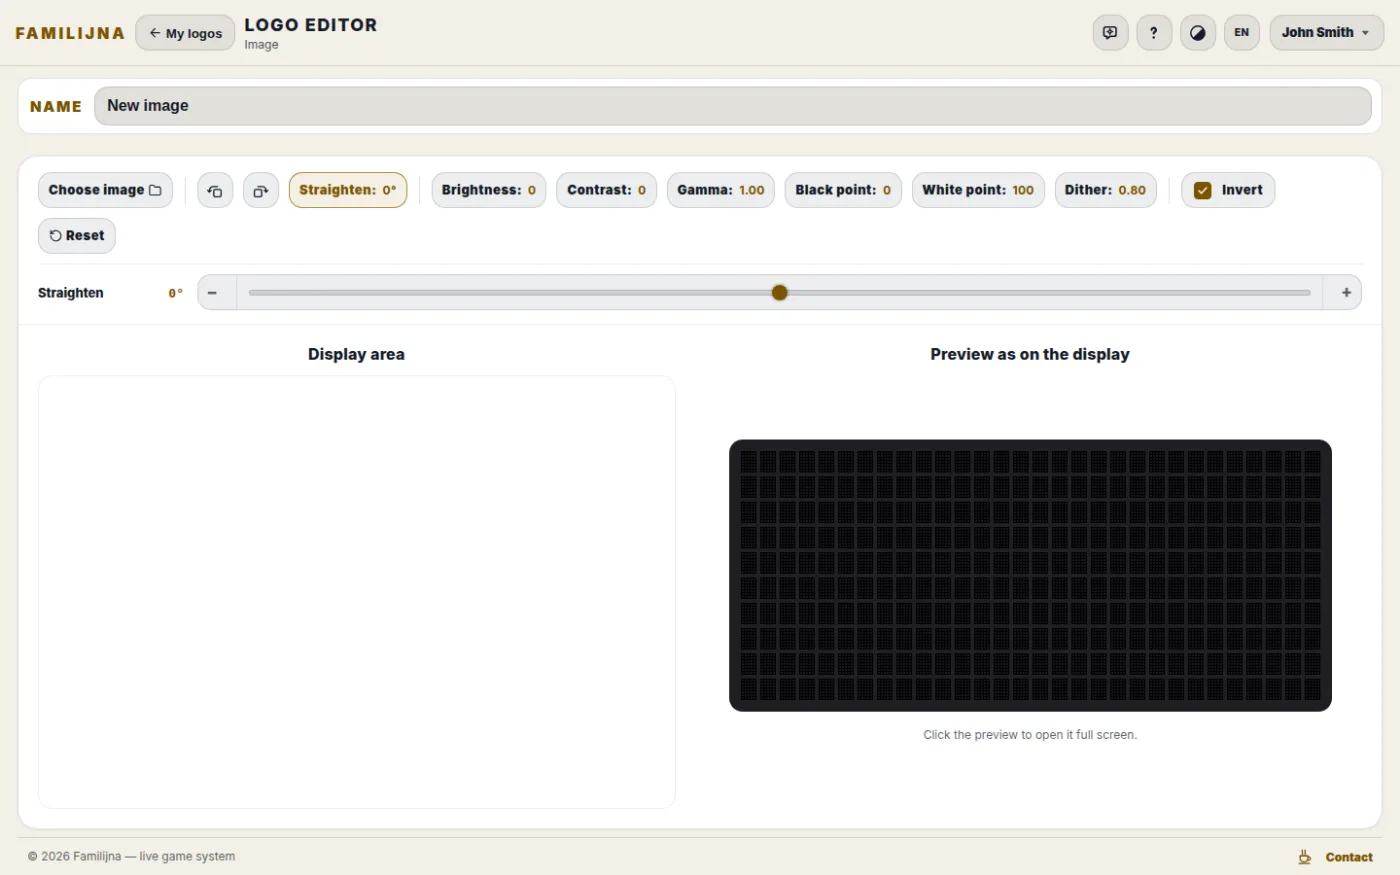 FAMILIJNA
← My logos
LOGO EDITOR
Image
?
EN
John Smith
NAME
New image
Choose image
Straighten: 0°
Brightness: 0
Contrast: 0
Gamma: 1.00
Black point: 0
White point: 100
Dither: 0.80
Invert
Reset
Straighten 0° − +
Display area
Preview as on the display
Click the preview to open it full screen.
© 2026 Familijna — live game system
Contact